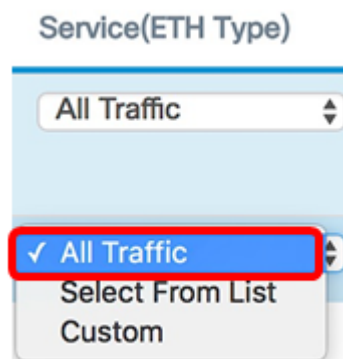 Service(ETH Type)
All Traffic
✓ All Traffic
Select From List
Custom